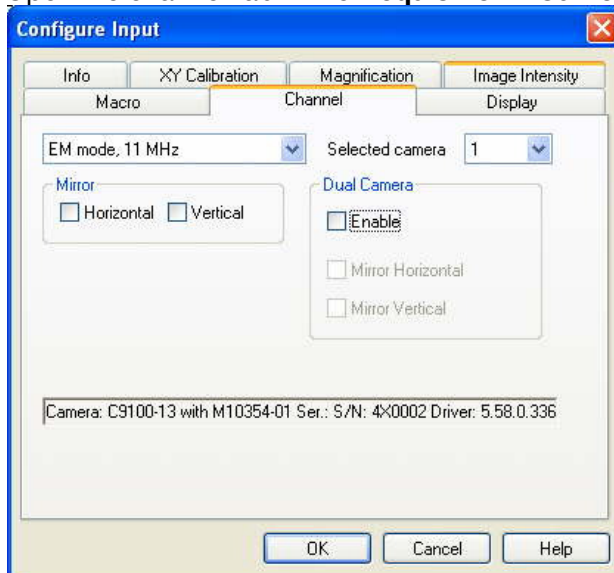 Configure Input
Info XY Calibration Magnification Image Intensity
Macro Channel Display
EM mode, 11 MHz Selected camera 1
Mirror Dual Camera
Horizontal Vertical Enable
Mirror Horizontal
Mirror Vertical
Camera: C9100-13 with M10354-01 Ser.: S/N: 4X0002 Driver: 5.58.0.336
OK Cancel Help